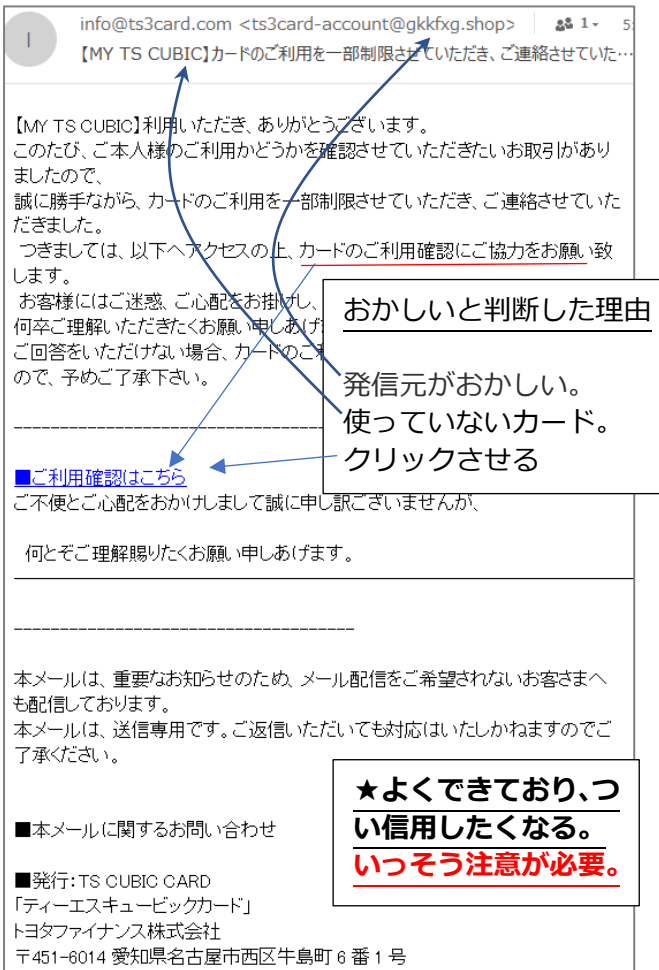 I
info@ts3card.com <ts3card-account@gkkfxg.shop>
1
【MY TS CUBIC】カードのご利用を一部制限させていただき、ご連絡させていた…
【MY TS CUBIC】利用いただき、ありがとうございます。
このたび、ご本人様のご利用かどうかを確認させていただきたいお取引があり
ましたので、
誠に勝手ながら、カードのご利用を一部制限させていただき、ご連絡させていた
だきました。
つきましては、以下へアクセスの上、カードのご利用確認にご協力をお願い致
します。
お客様にはご迷惑、ご心配をお掛けし、
何卒ご理解いただきたくお願い申しあげ
ご回答をいただけない場合、カードのご
ので、予めご了承下さい。
おかしいと判断した理由
発信元がおかしい。
使っていないカード。
クリックさせる
■ご利用確認はこちら
ご不便とご心配をおかけしまして誠に申し訳ございませんが、
何とぞご理解賜りたくお願い申しあげます。
本メールは、重要なお知らせのため、メール配信をご希望されないお客さまへ
も配信しております。
本メールは、送信専用です。ご返信いただいても対応はいたしかねますのでご
了承ください。
★よくできており、つ
い信用したくなる。
いっそう注意が必要。
■本メールに関するお問い合わせ
■発行：TS CUBIC CARD
「ティーエスキュービックカード」
トヨタファイナンス株式会社
〒451-6014 愛知県名古屋市西区牛島町６番１号